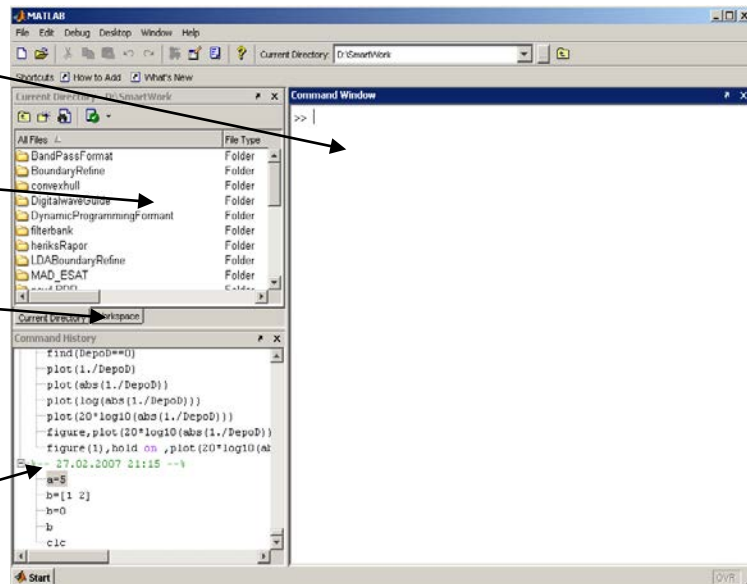 MATLAB
File Edit Debug Desktop Window Help
Current Directory: D:\SmartWork
Shortcuts How to Add What's New
Current Directory - D:\SmartWork
All Files File Type
BandPassFormat Folder
BoundaryRefine Folder
convexhull Folder
DigitalwaveGuide Folder
DynamicProgrammingFormant Folder
filterbank Folder
heriksRapor Folder
LDABoundaryRefine Folder
MAD_ESAT Folder
Folder
Current Directory Workspace
Command History
find(DepoD==0)
plot(1./DepoD)
plot(abs(1./DepoD))
plot(log(abs(1./DepoD)))
plot(20*log10(abs(1./DepoD)))
figure,plot(20*log10(abs(1./DepoD))
figure(1),hold on ,plot(20*log10(ab
%-- 27.02.2007 21:15 --%
a=5
b=[1 2]
b=0
b
clc
Command Window
>>
Start
OVR